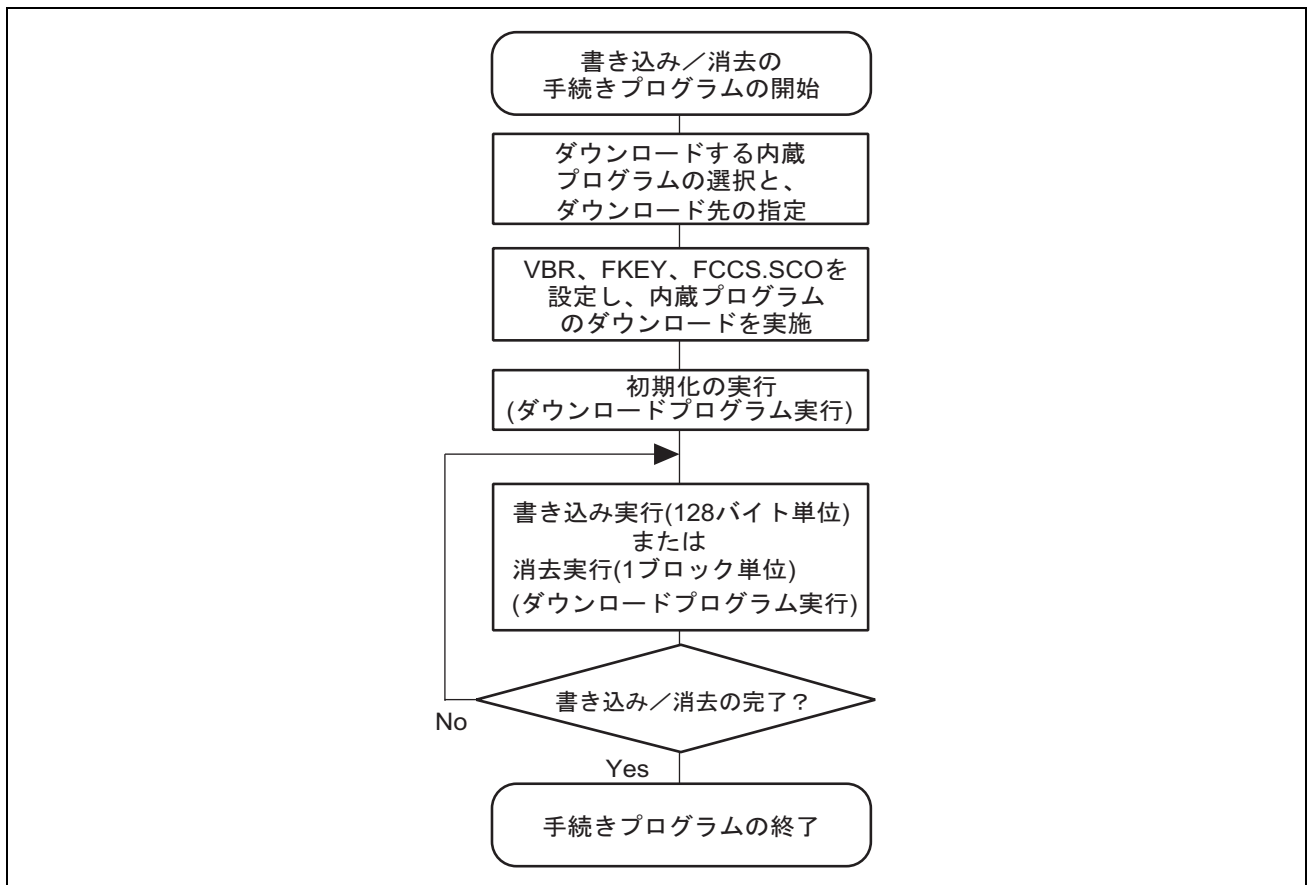 書き込み／消去の
手続きプログラムの開始
ダウンロードする内蔵
プログラムの選択と、
ダウンロード先の指定
VBR、FKEY、FCCS.SCOを
設定し、内蔵プログラム
のダウンロードを実施
初期化の実行
(ダウンロードプログラム実行)
書き込み実行(128バイト単位)
または
消去実行(1ブロック単位)
(ダウンロードプログラム実行)
書き込み／消去の完了？
No
Yes
手続きプログラムの終了